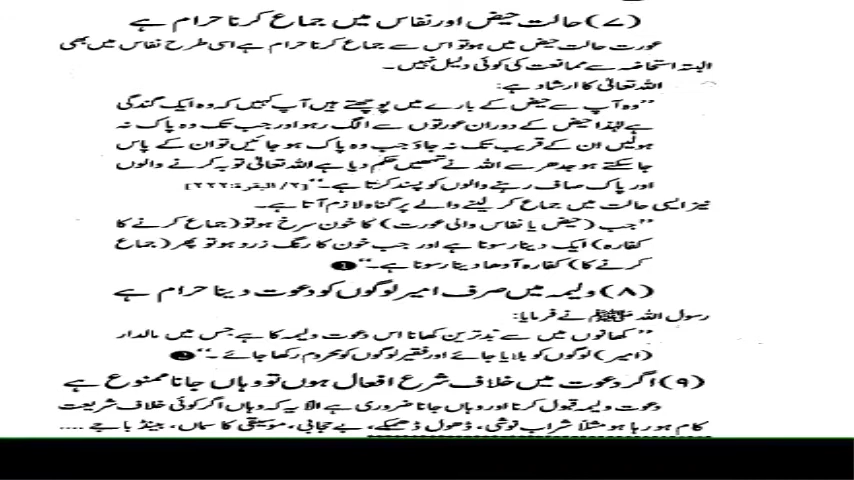 (۷) حالت حیض اور نفاس میں جماع کرنا حرام ہے
عورت حالت حیض میں ہو تو اس سے جماع کرنا حرام ہے اسی طرح نفاس میں بھی
البتہ استحاضہ سے ممانعت کی کوئی دلیل نہیں۔
اللہ تعالیٰ کا ارشاد ہے:
’’وہ آپ سے حیض کے بارے میں پوچھتے ہیں آپ کہیں کہ وہ ایک گندگی
ہے لہٰذا حیض کے دوران عورتوں سے الگ رہو اور جب تک وہ پاک نہ
ہولیں ان کے قریب تک نہ جاؤ جب وہ پاک ہو جائیں تو ان کے پاس
جاسکتے ہو جدھر سے اللہ نے تمھیں حکم دیا ہے اللہ تعالیٰ توبہ کرنے والوں
اور پاک صاف رہنے والوں کو پسند کرتا ہے۔‘‘ [۲/ البقرۃ:۲۲۲]
نیز ایسی حالت میں جماع کر لینے والے پر گناہ لازم آتا ہے۔
’’جب (حیض یا نفاس والی عورت) کا خون سرخ ہو تو (جماع کرنے کا
کفارہ) ایک دینار سونا ہے اور جب خون کا رنگ زرد ہو تو پھر (جماع
کرنے کا) کفارہ آدھا دینار سونا ہے۔‘‘ ❶
(۸) ولیمہ میں صرف امیر لوگوں کو دعوت دینا حرام ہے
رسول اللہ ﷺ نے فرمایا:
’’کھانوں میں سے بدترین کھانا اس دعوت ولیمہ کا ہے جس میں مالدار
(امیر) لوگوں کو بلایا جائے اور فقیر لوگوں کو محروم رکھا جائے۔‘‘
(۹) اگر دعوت میں خلاف شرع افعال ہوں تو وہاں جانا ممنوع ہے
دعوت ولیمہ قبول کرنا اور وہاں جانا ضروری ہے الا یہ کہ وہاں اگر کوئی خلاف شریعت
کام ہو رہا ہو مثلاً شراب نوشی، ڈھول ڈھمکے، بے حجابی، موسیقی کا سماں، بینڈ باجے ....